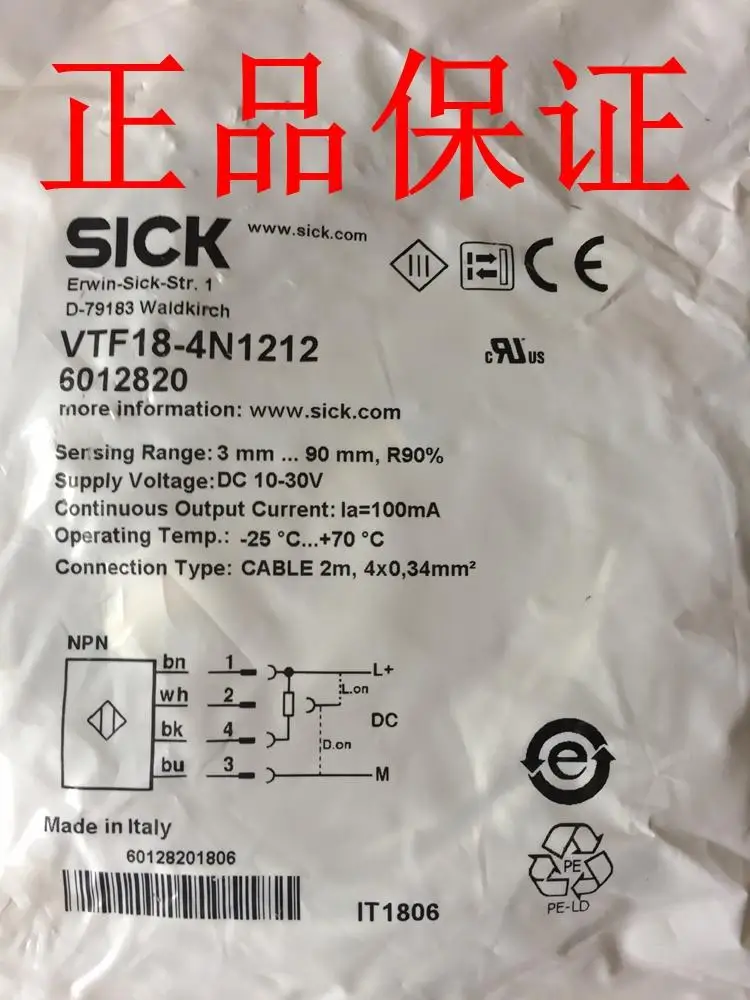 正品保证
SICK www.sick.com
Erwin-Sick-Str. 1
D-79183 Waldkirch
VTF18-4N1212
6012820
more information: www.sick.com
CE
c RU US
Sensing Range: 3 mm ... 90 mm, R90%
Supply Voltage: DC 10-30V
Continuous Output Current: Ia=100mA
Operating Temp.: -25 °C...+70 °C
Connection Type: CABLE 2m, 4x0,34mm²
NPN
bn 1 L+
wh 2 L.on
DC
bk 4 D.on
bu 3 M
e
Made in Italy
60128201806
IT1806
PE
PE-LD